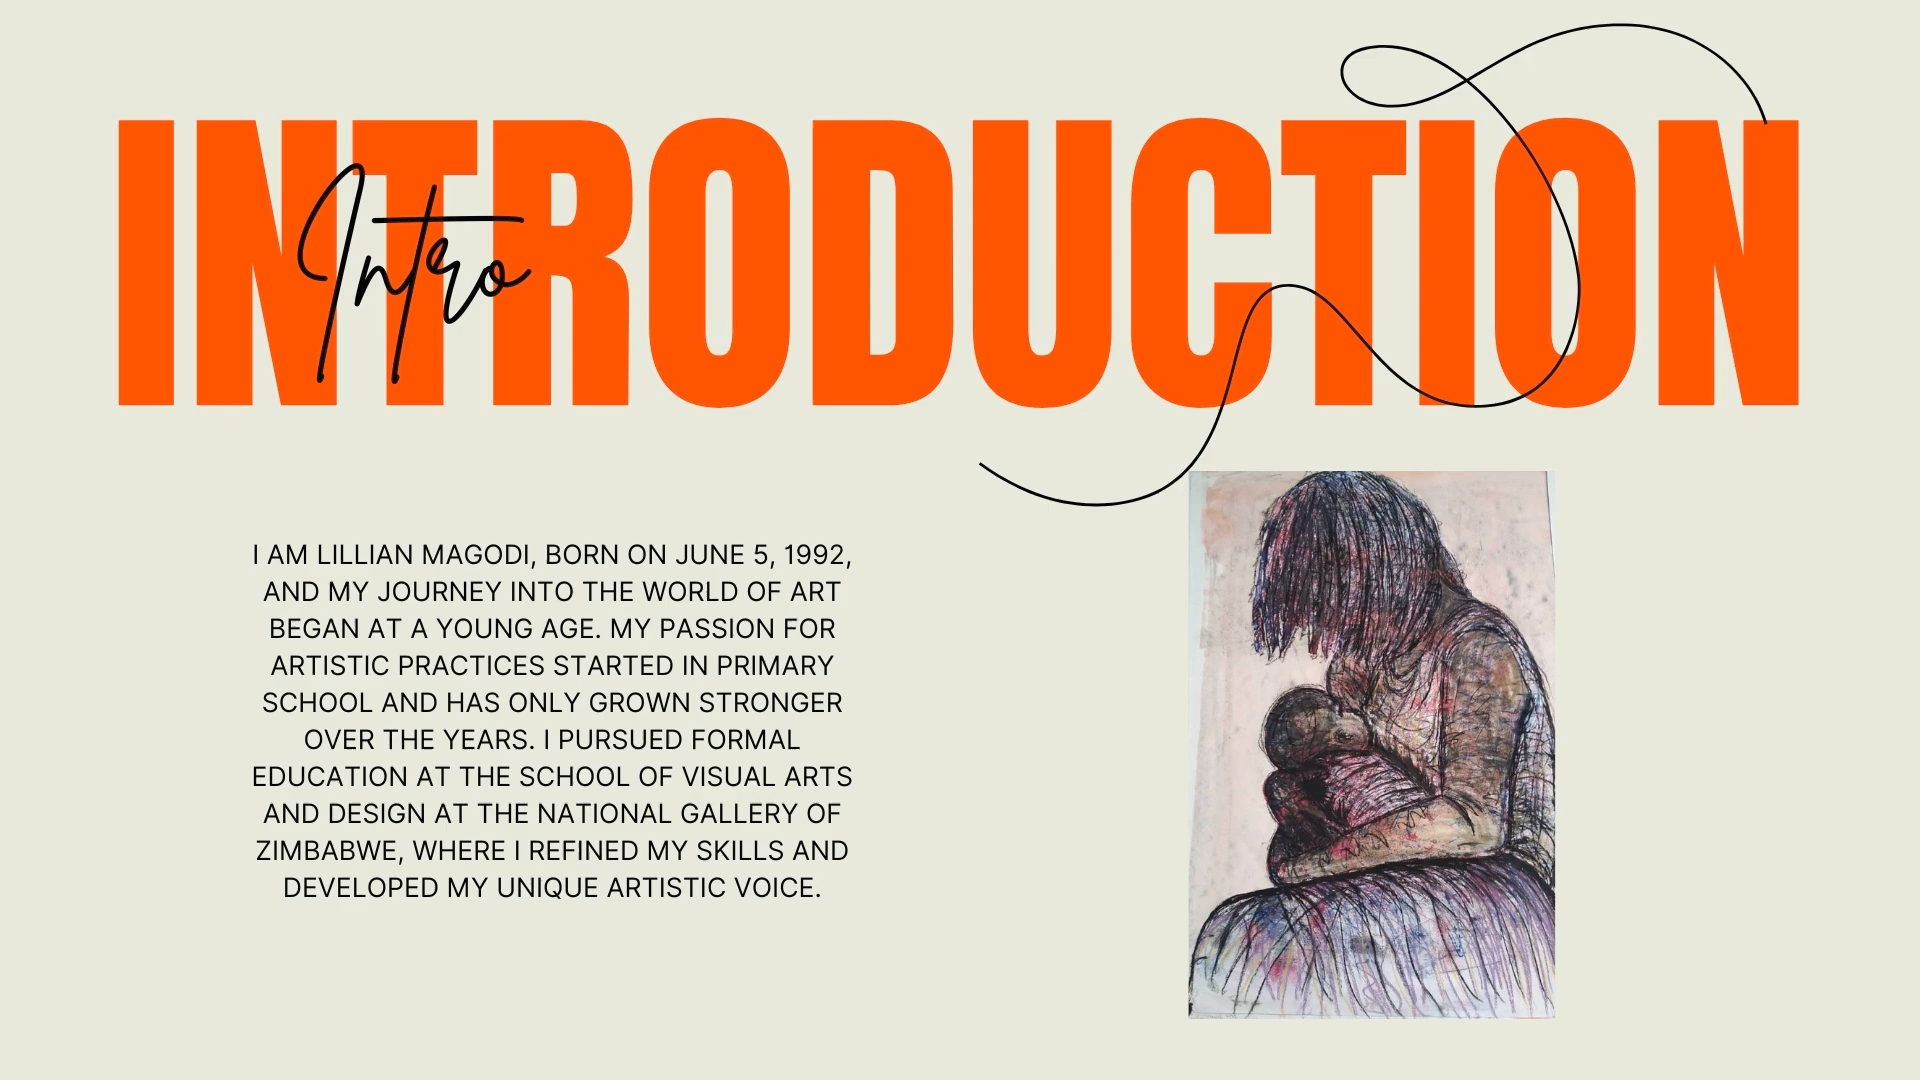 INTRODUCTION
Intro
I AM LILLIAN MAGODI, BORN ON JUNE 5, 1992,
AND MY JOURNEY INTO THE WORLD OF ART
BEGAN AT A YOUNG AGE. MY PASSION FOR
ARTISTIC PRACTICES STARTED IN PRIMARY
SCHOOL AND HAS ONLY GROWN STRONGER
OVER THE YEARS. I PURSUED FORMAL
EDUCATION AT THE SCHOOL OF VISUAL ARTS
AND DESIGN AT THE NATIONAL GALLERY OF
ZIMBABWE, WHERE I REFINED MY SKILLS AND
DEVELOPED MY UNIQUE ARTISTIC VOICE.